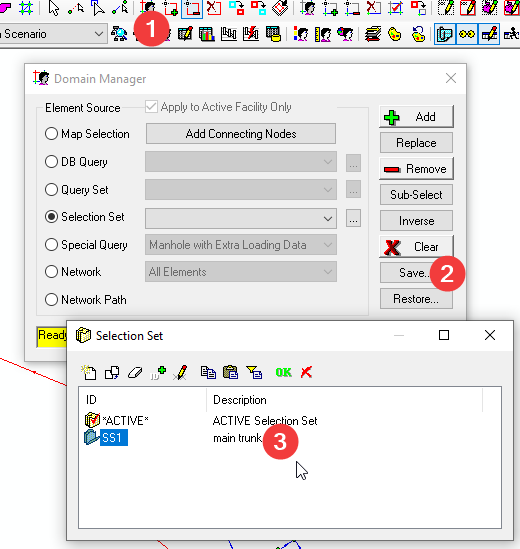 Scenario
1
Domain Manager
Element Source
Apply to Active Facility Only
Add
Map Selection
Add Connecting Nodes
Replace
DB Query
...
Remove
Query Set
...
Sub-Select
Selection Set
...
Inverse
Special Query
Manhole with Extra Loading Data
Clear
Network
All Elements
Save...
2
Network Path
Restore...
Ready
Selection Set
ID+
OK
ID
Description
*ACTIVE*
ACTIVE Selection Set
SS1
main trunk
3